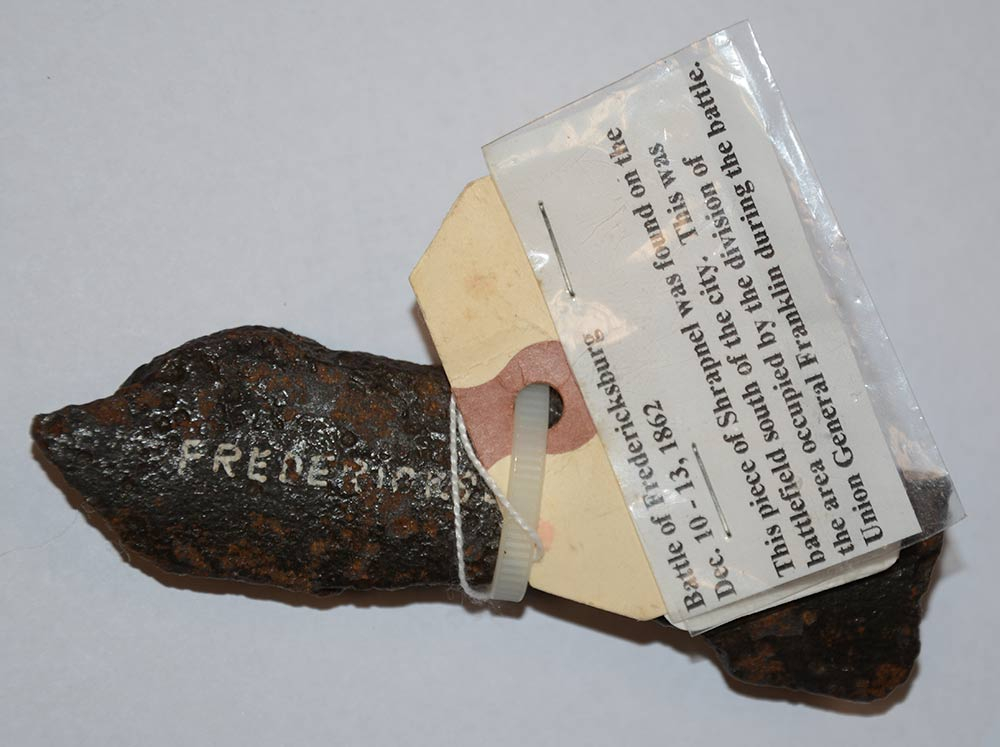 FREDERICKSB
Battle of Fredericksburg
Dec. 10 - 13, 1862
This piece of Shrapnel was found on the
battlefield south of the city. This was
the area occupied by the division of
Union General Franklin during the battle.